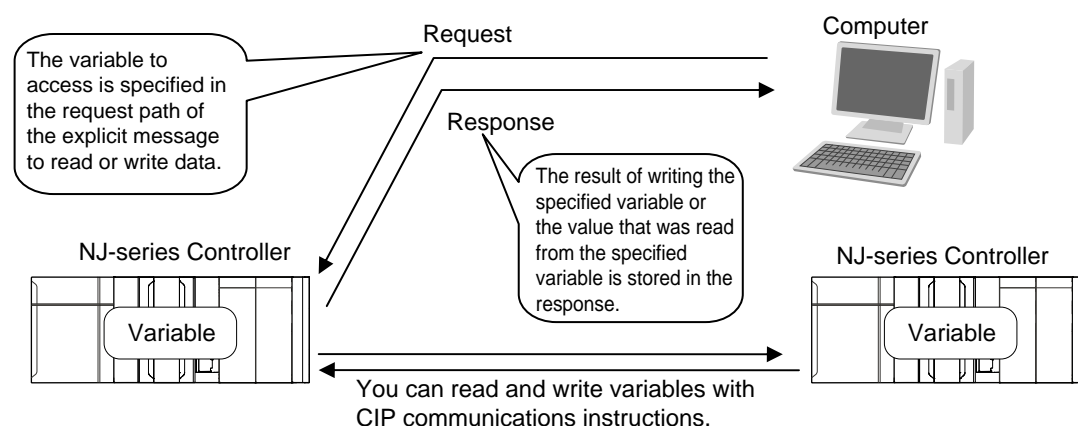 Request
Computer
The variable to
access is specified in
the request path of
the explicit message
to read or write data.
Response
The result of writing the
specified variable or
the value that was read
from the specified
variable is stored in the
response.
NJ-series Controller
NJ-series Controller
Variable
Variable
You can read and write variables with
CIP communications instructions.